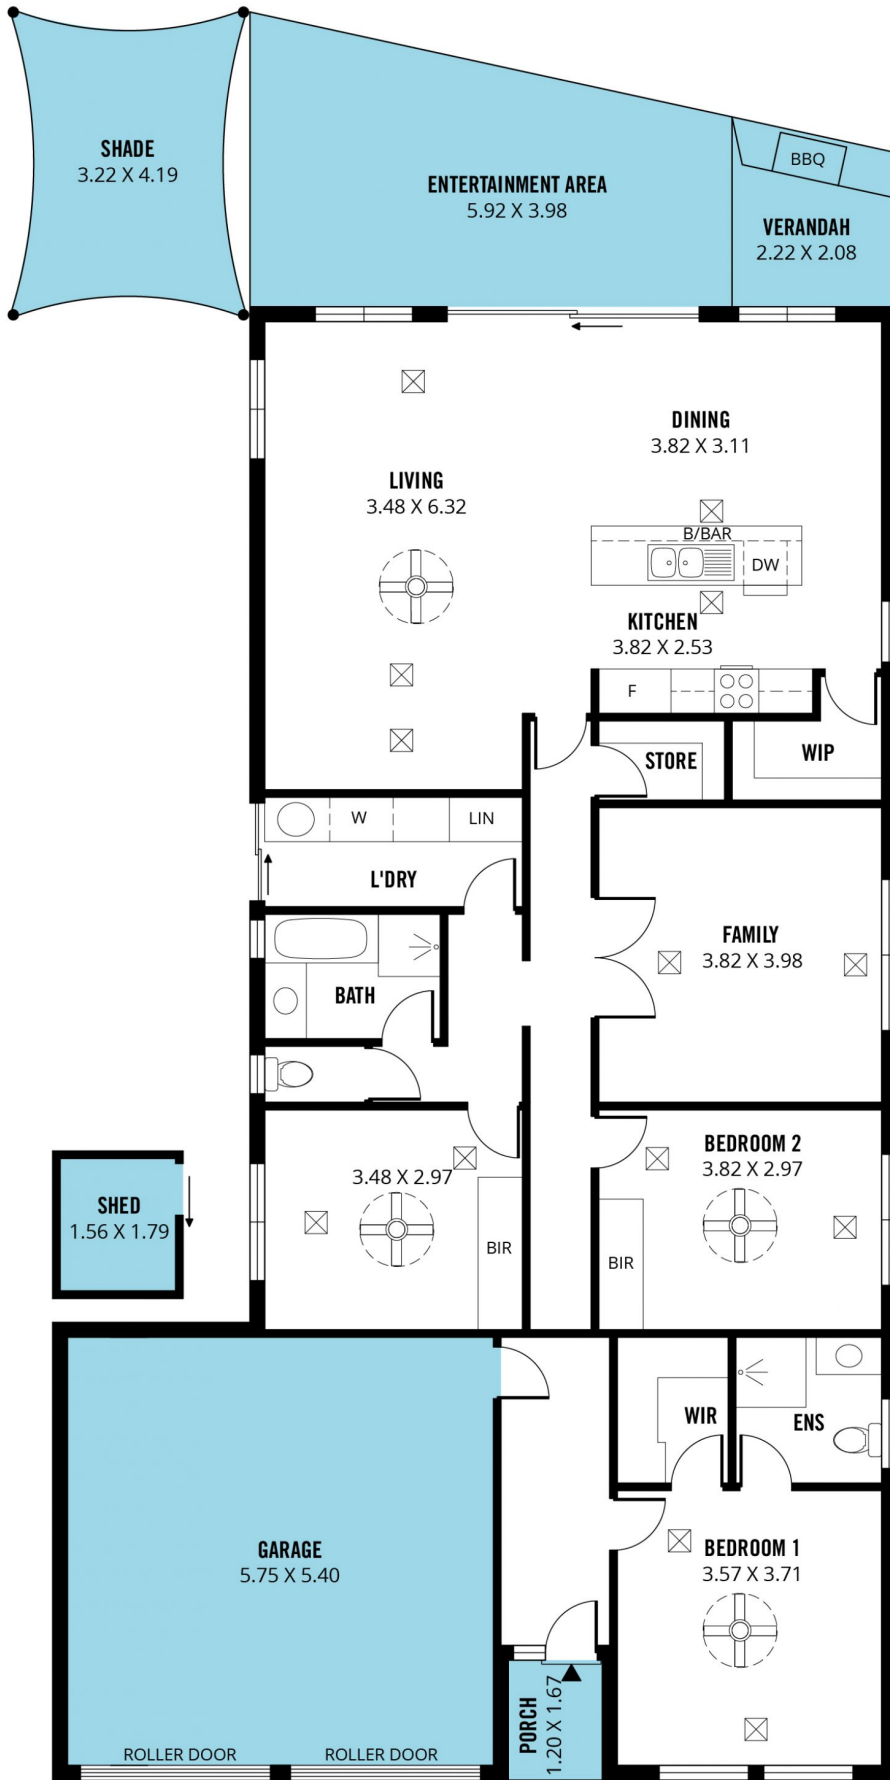 SHADE
3.22 X 4.19
ENTERTAINMENT AREA
5.92 X 3.98
BBQ
VERANDAH
2.22 X 2.08
DINING
3.82 X 3.11
LIVING
3.48 X 6.32
B/BAR
DW
KITCHEN
3.82 X 2.53
F
STORE
WIP
W
LIN
L'DRY
FAMILY
3.82 X 3.98
BATH
BEDROOM 2
3.82 X 2.97
3.48 X 2.97
SHED
1.56 X 1.79
BIR
BIR
WIR
ENS
GARAGE
5.75 X 5.40
BEDROOM 1
3.57 X 3.71
PORCH
1.20 X 1.67
ROLLER DOOR
ROLLER DOOR